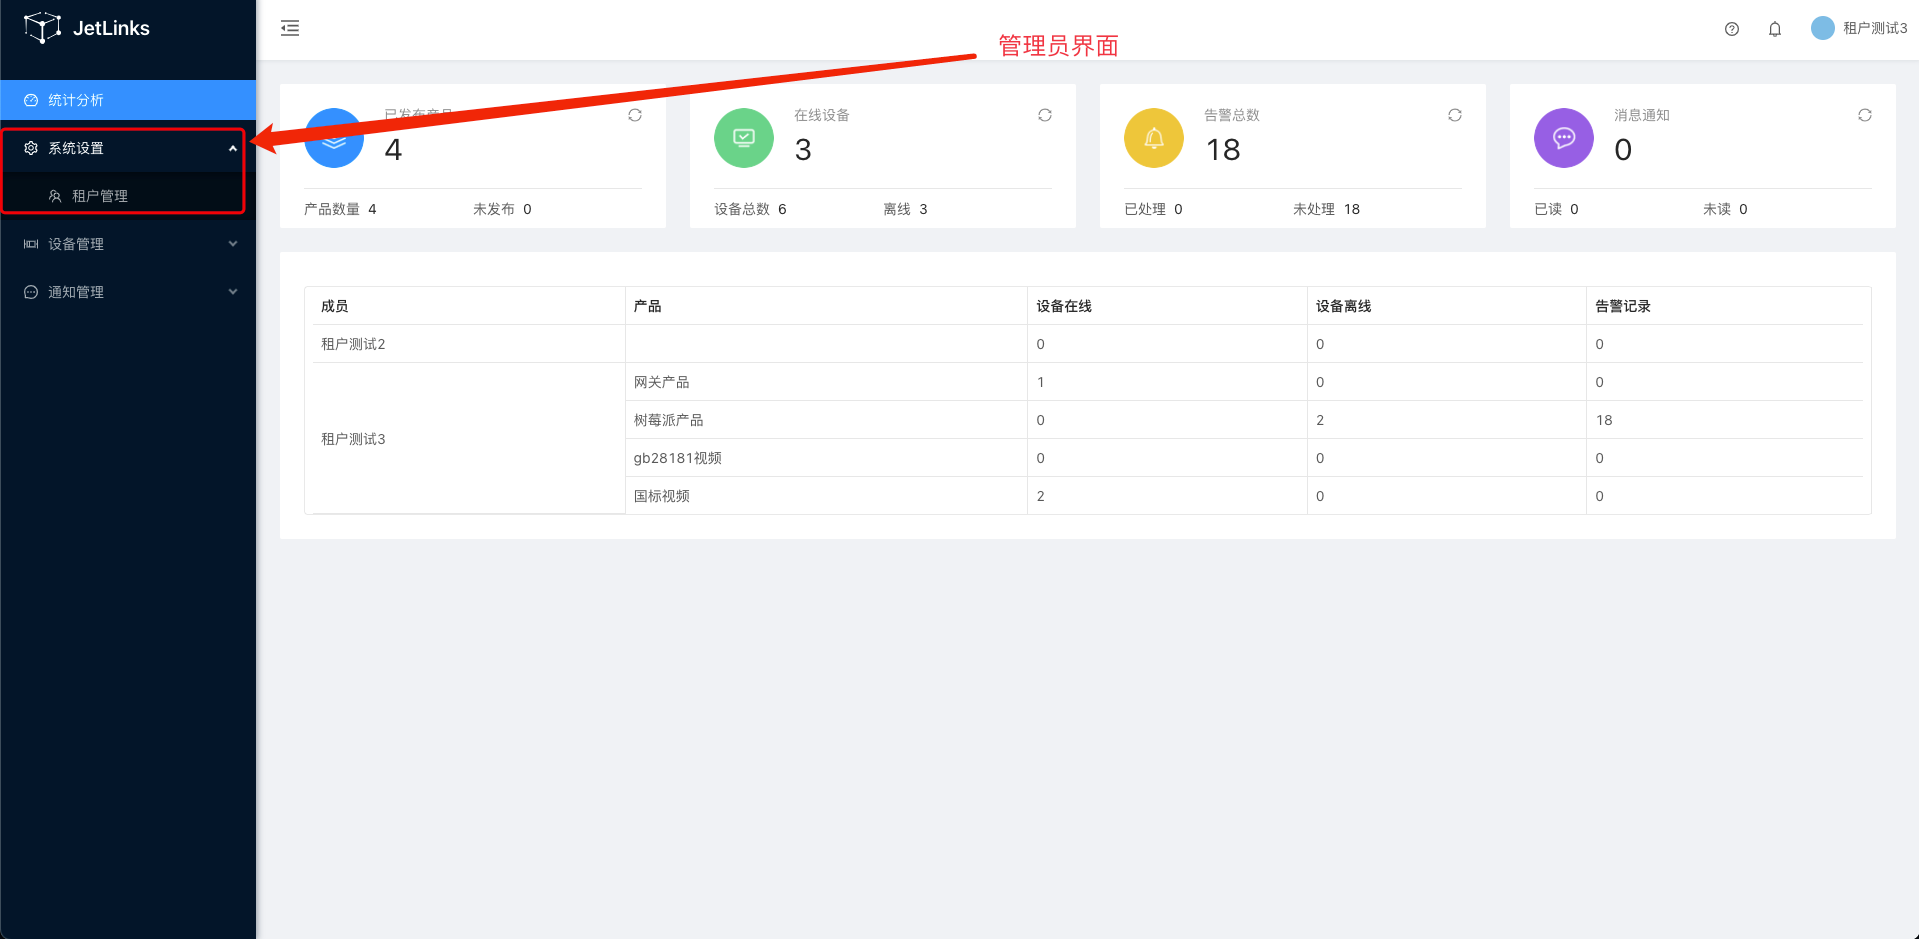 JetLinks
管理员界面
租户测试3
统计分析
系统设置
租户管理
设备管理
通知管理
已发布产品
4
产品数量 4 未发布 0
在线设备
3
设备总数 6 离线 3
告警总数
18
已处理 0 未处理 18
消息通知
0
已读 0 未读 0
成员 产品 设备在线 设备离线 告警记录
租户测试2 0 0 0
租户测试3
网关产品 1 0 0
树莓派产品 0 2 18
gb28181视频 0 0 0
国标视频 2 0 0